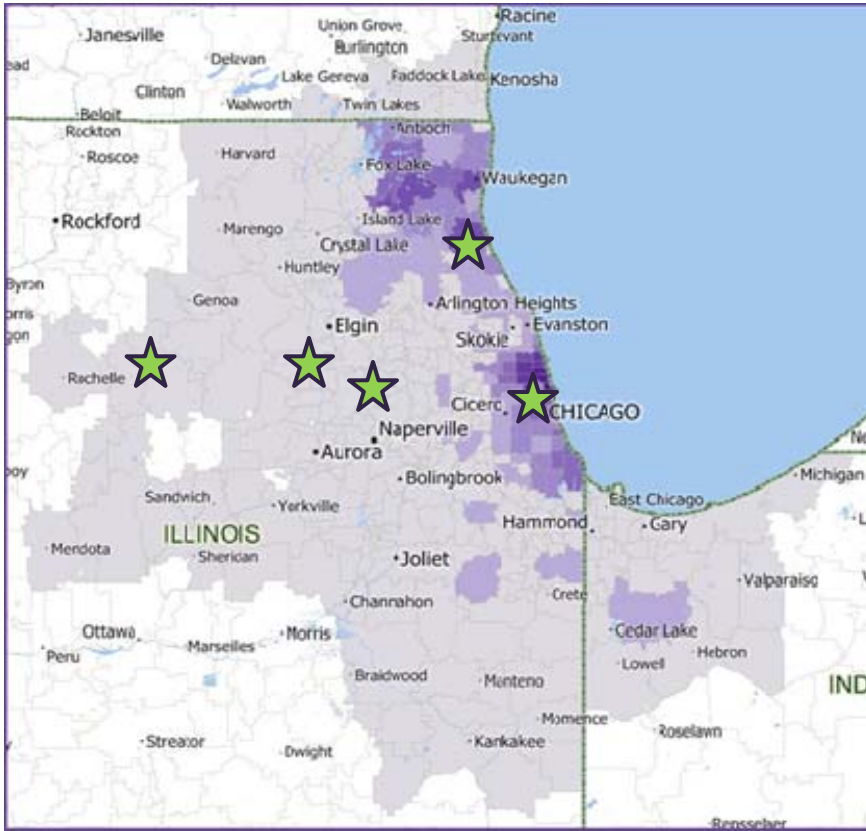 Racine
Union Grove
Janesville
Sturtevant
Burlington
Delavan
Lake Geneva
Paddock Lake
Kenosha
Clinton
Walworth
Twin Lakes
Beloit
Rockton
Antioch
Roscoe
Harvard
Fox Lake
Waukegan
Rockford
Marengo
Island Lake
Crystal Lake
Huntley
Byron
Genoa
Arlington Heights
Elgin
Skokie
Evanston
Rochelle
Cicero
CHICAGO
Naperville
Aurora
Bolingbrook
Michigan
Sandwich
Yorkville
East Chicago
ILLINOIS
Hammond
Gary
Mendota
Sheridan
Joliet
Valparaiso
Channahon
Crete
Ottawa
Morris
Cedar Lake
Marseilles
Peru
Hebron
Lowell
Braidwood
Manteno
IND
Momence
Roselawn
Streator
Kankakee
Dwight
Rensselaer